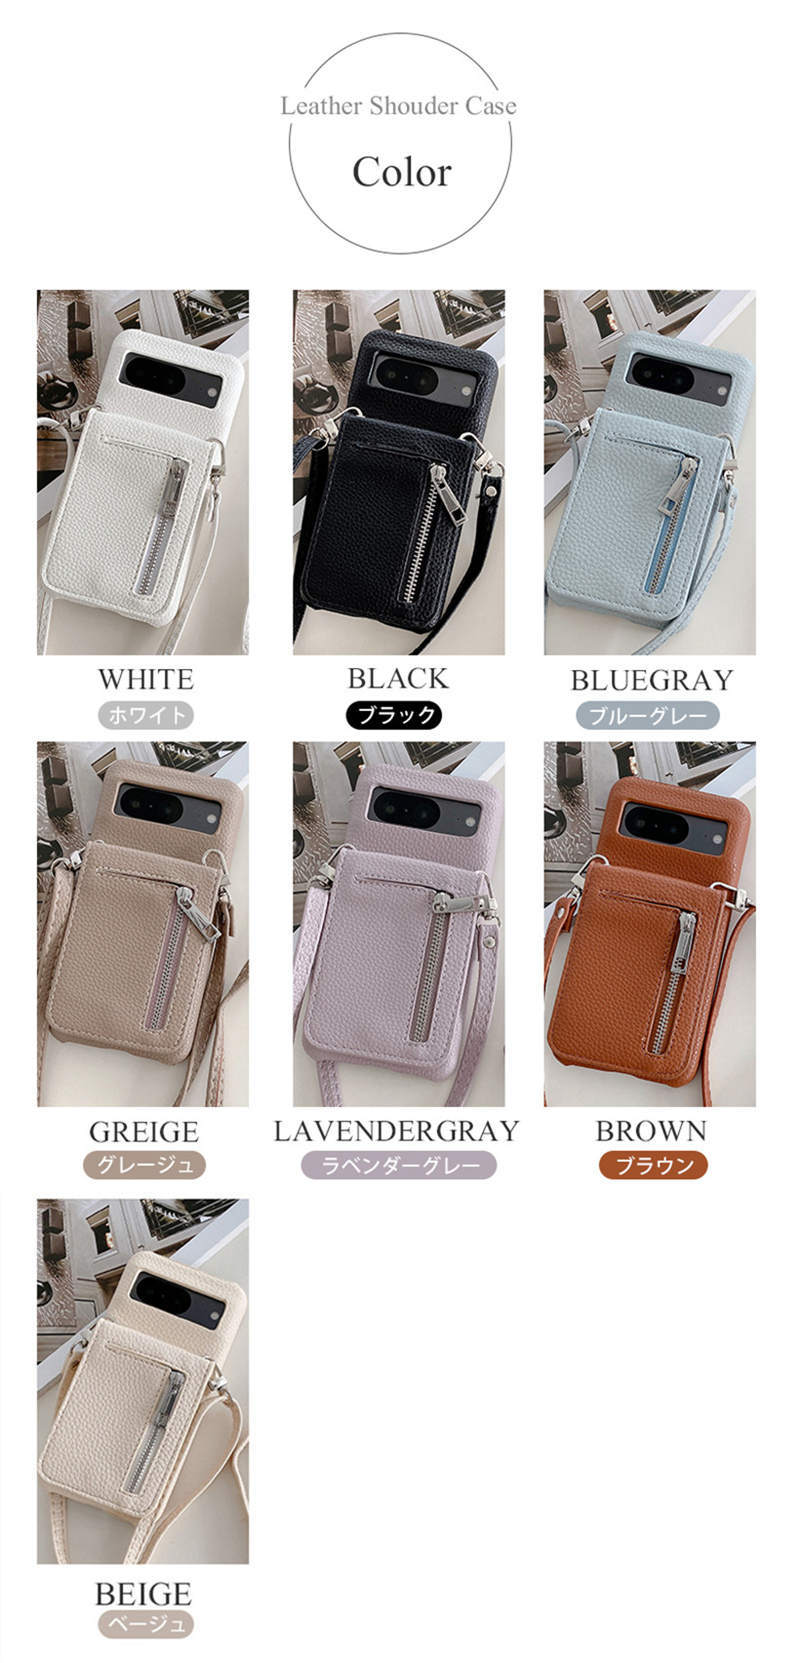 Leather Shouder Case
Color
WHITE
ホワイト
BLACK
ブラック
BLUEGRAY
ブルーグレー
GREIGE
グレージュ
LAVENDERGRAY
ラベンダーグレー
BROWN
ブラウン
BEIGE
ベージュ